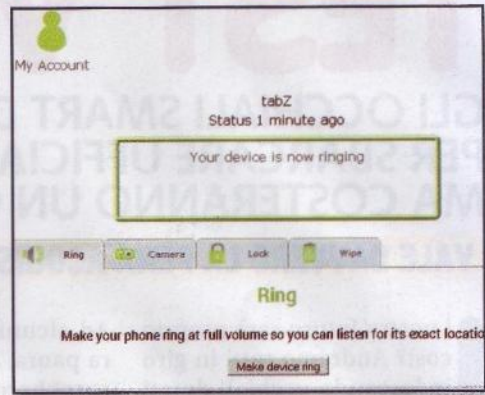 My Account
tabZ
Status 1 minute ago
Your device is now ringing
Ring Camera Lock Wipe
Ring
Make your phone ring at full volume so you can listen for its exact
Make device ring